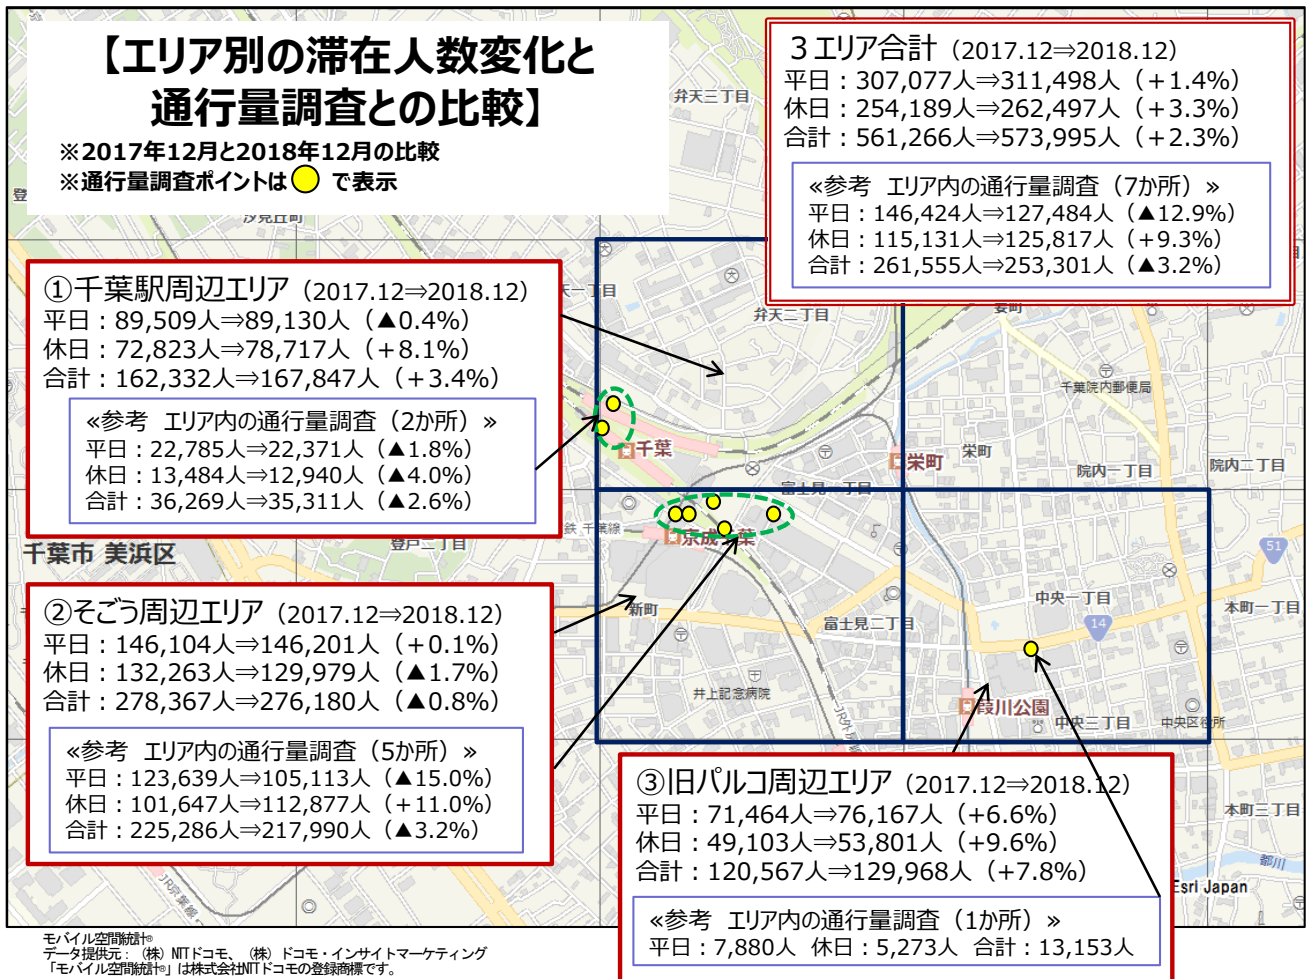 【エリア別の滞在人数変化と
通行量調査との比較】
※2017年12月と2018年12月の比較
※通行量調査ポイントは で表示
３エリア合計（2017.12⇒2018.12）
平日：307,077人⇒311,498人（＋1.4%）
休日：254,189人⇒262,497人（＋3.3%）
合計：561,266人⇒573,995人（＋2.3%）
≪参考 エリア内の通行量調査（7か所）≫
平日：146,424人⇒127,484人（▲12.9%）
休日：115,131人⇒125,817人（+9.3%）
合計：261,555人⇒253,301人（▲3.2%）
①千葉駅周辺エリア（2017.12⇒2018.12）
平日：89,509人⇒89,130人（▲0.4%）
休日：72,823人⇒78,717人（＋8.1%）
合計：162,332人⇒167,847人（＋3.4%）
≪参考 エリア内の通行量調査（2か所）≫
平日：22,785人⇒22,371人（▲1.8%）
休日：13,484人⇒12,940人（▲4.0%）
合計：36,269人⇒35,311人（▲2.6%）
②そごう周辺エリア（2017.12⇒2018.12）
平日：146,104人⇒146,201人（＋0.1%）
休日：132,263人⇒129,979人（▲1.7%）
合計：278,367人⇒276,180人（▲0.8%）
≪参考 エリア内の通行量調査（5か所）≫
平日：123,639人⇒105,113人（▲15.0%）
休日：101,647人⇒112,877人（＋11.0%）
合計：225,286人⇒217,990人（▲3.2%）
③旧パルコ周辺エリア（2017.12⇒2018.12）
平日：71,464人⇒76,167人（+6.6%）
休日：49,103人⇒53,801人（+9.6%）
合計：120,567人⇒129,968人（+7.8%）
≪参考 エリア内の通行量調査（1か所）≫
平日：7,880人 休日：5,273人 合計：13,153人
弁天三丁目
汐見丘町
登
弁天二丁目
千葉院内郵便局
千葉
栄町
栄町
院内一丁目
院内二丁目
富士見一丁目
千葉線
京成千葉
千葉市 美浜区
登戸二丁目
新町
富士見二丁目
中央一丁目
本町一丁目
51
14
井上記念病院
葭川公園
中央三丁目
中央区役所
本町三丁目
都川
JR京葉線
JR外房線
Esri Japan
モバイル空間統計®
データ提供元：（株）NTTドコモ、（株）ドコモ・インサイトマーケティング
「モバイル空間統計®」は株式会社NTTドコモの登録商標です。